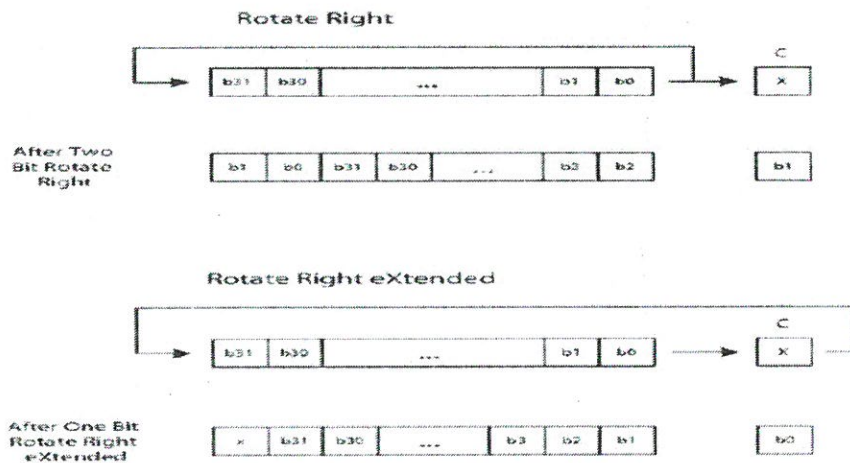 Rotate Right
C
b31 b30 ... b1 b0 X
After Two
Bit Rotate
Right
b1 b0 b31 b30 ... b3 b2 b1
Rotate Right eXtended
C
b31 b30 ... b1 b0 X
After One Bit
Rotate Right
eXtended
x b31 b30 ... b3 b2 b1 b0